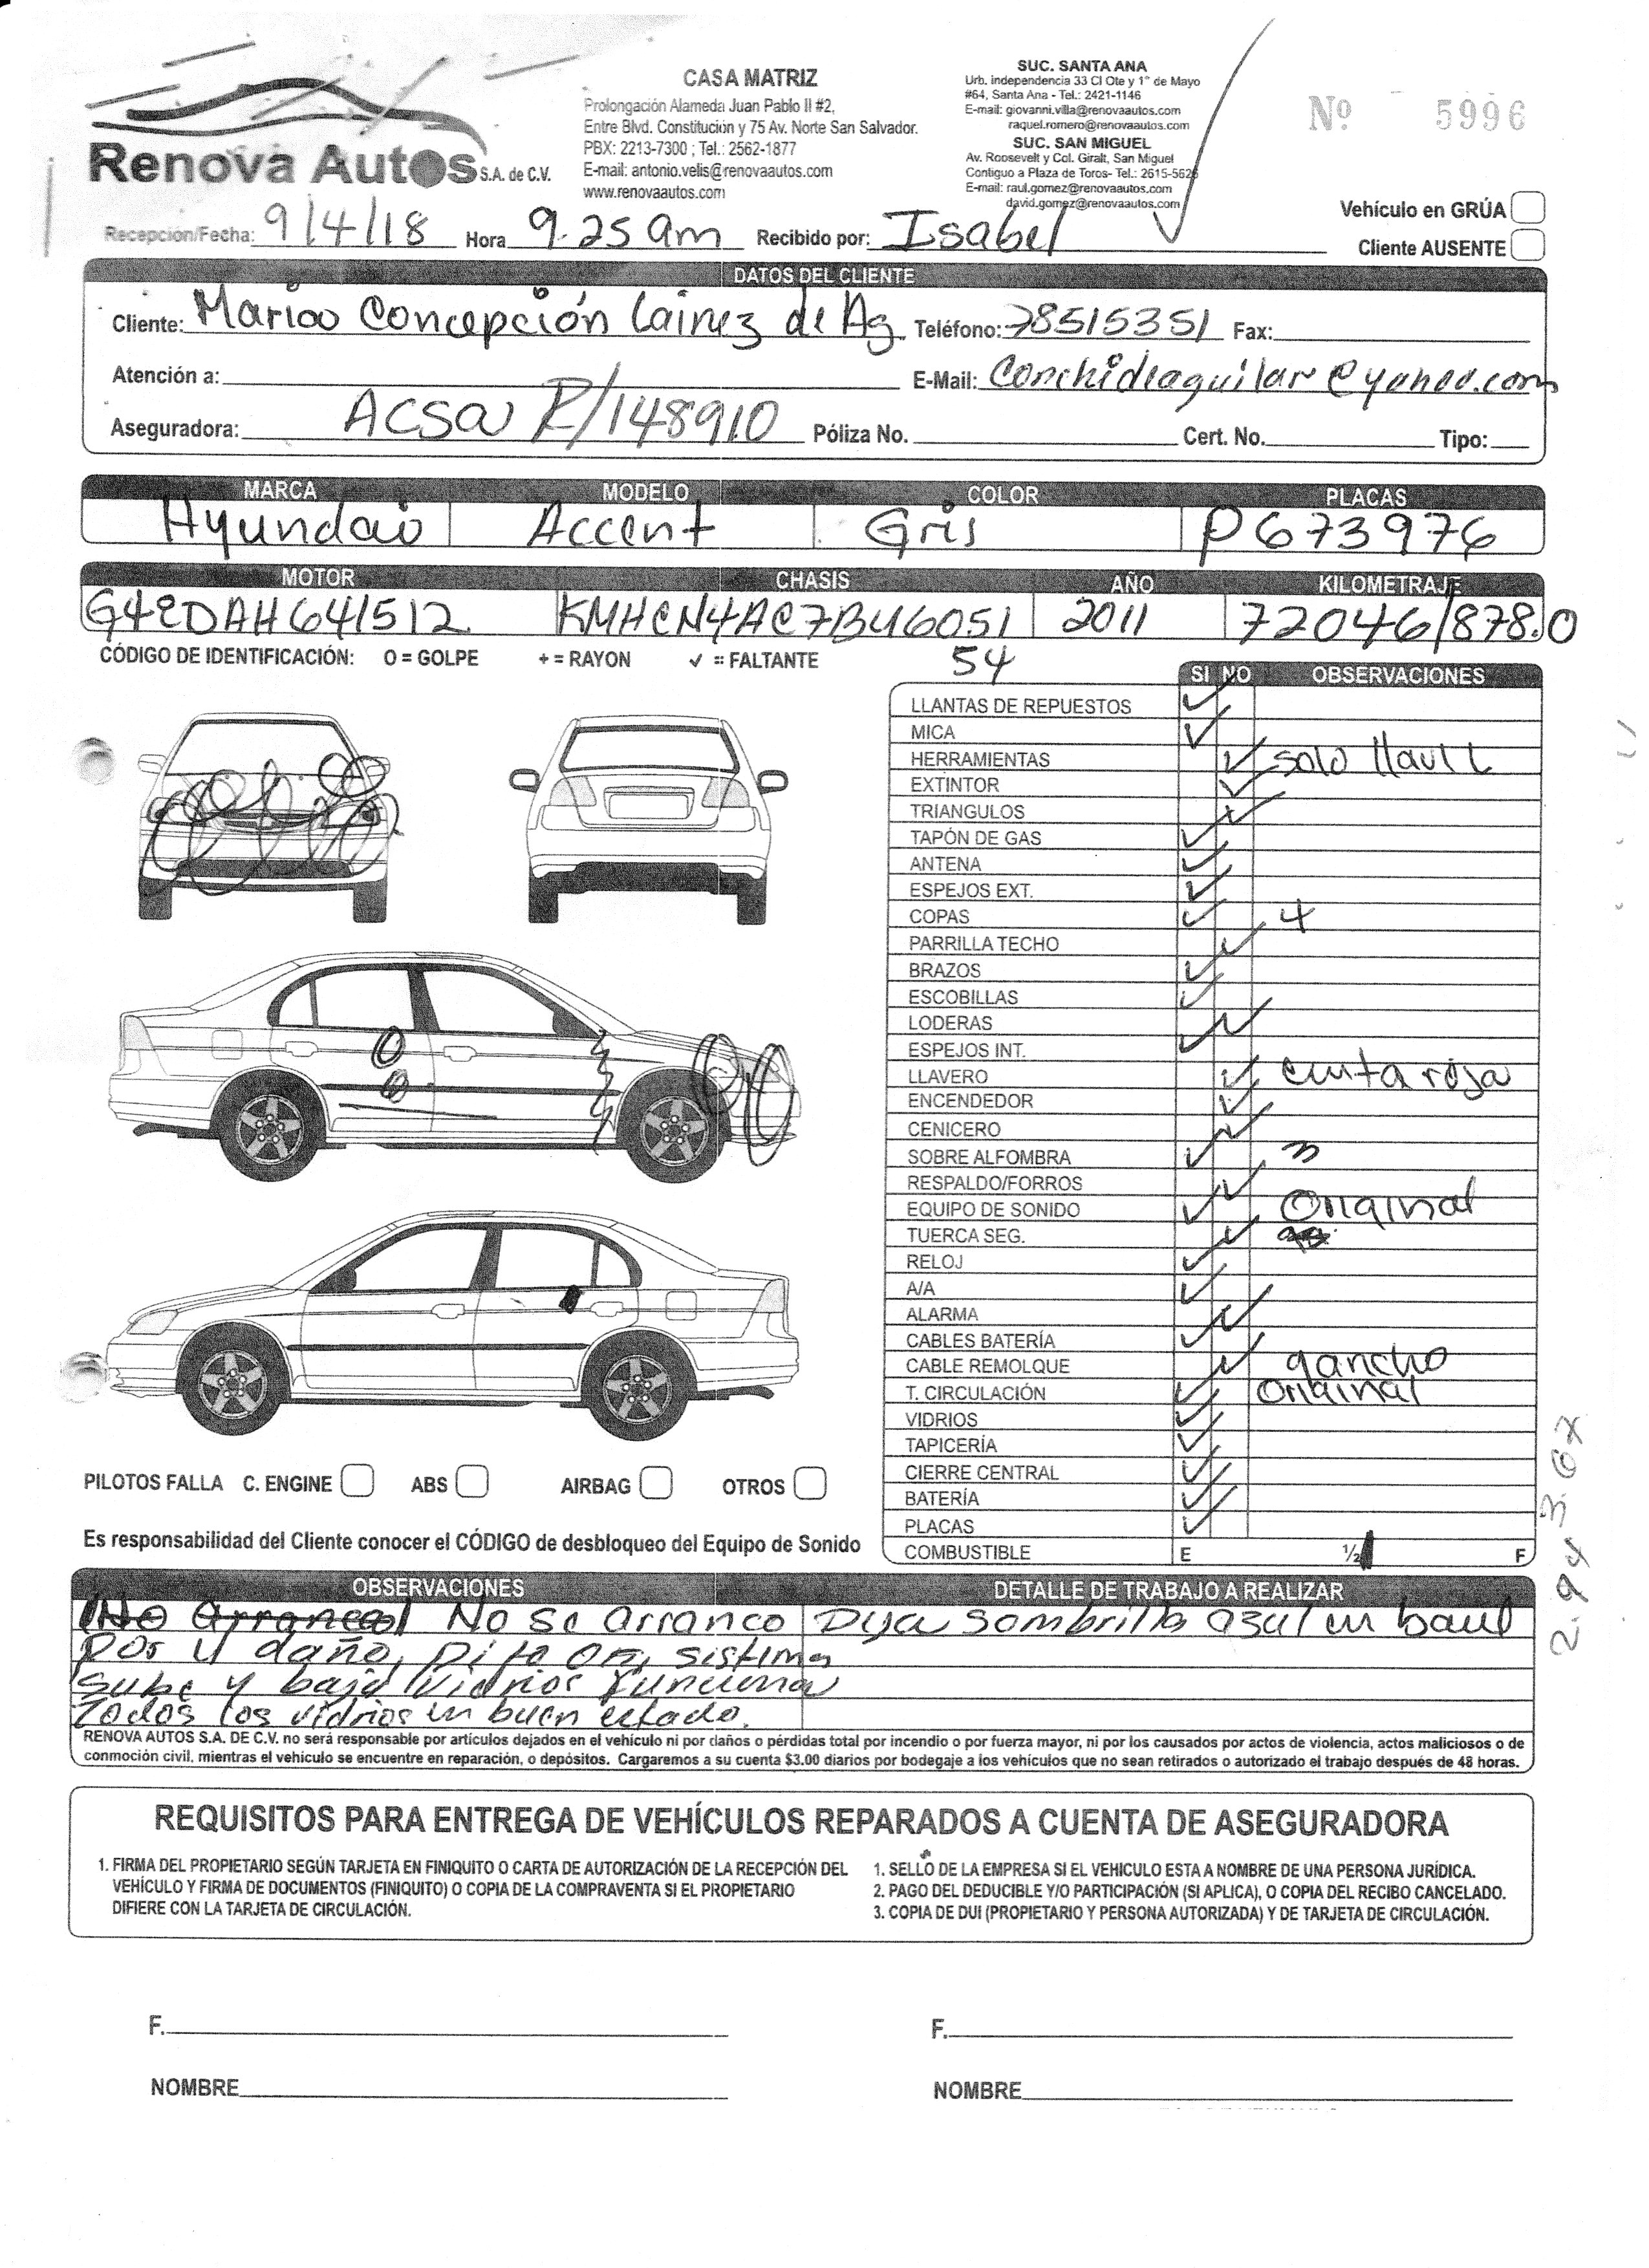 Renova Autos S.A. de C.V.
CASA MATRIZ
Prolongación Alameda Juan Pablo II #2,
Entre Blvd. Constitución y 75 Av. Norte San Salvador.
PBX: 2213-7300 ; Tel.: 2562-1877
E-mail: antonio.velis@renovaautos.com
www.renovaautos.com
SUC. SANTA ANA
Urb. independencia 33 Cl Ote y 1° de Mayo
#64, Santa Ana - Tel.: 2421-1146
E-mail: giovanni.villa@renovaautos.com
raquel.romero@renovaautos.com
SUC. SAN MIGUEL
Av. Roosevelt y Col. Giralt, San Miguel
Contiguo a Plaza de Toros- Tel.: 2615-562
E-mail: raul.gomez@renovaautos.com
david.gomez@renovaautos.com
Nº 5996
Vehículo en GRÚA
Cliente AUSENTE
Recepción/Fecha: 9/4/18 Hora 9.25 am Recibido por: Isabel
DATOS DEL CLIENTE
Cliente: Maria Concepción Lainez de Ag Teléfono: 78515351 Fax:
Atención a: E-Mail: Conchideaguilar@yahoo.com
Aseguradora: ACSA R/148910 Póliza No. Cert. No. Tipo:
MARCA MODELO COLOR PLACAS
Hyundai Accent Gris P673976
MOTOR CHASIS AÑO KILOMETRAJE
G4EDAH641512 KMHCN4AC7BU6051 2011 72046/878.0
54
CÓDIGO DE IDENTIFICACIÓN: O = GOLPE + = RAYON ✓ = FALTANTE
SI NO OBSERVACIONES
LLANTAS DE REPUESTOS ✓
MICA ✓
HERRAMIENTAS ✓ solo llave L
EXTINTOR ✓
TRIANGULOS ✓
TAPÓN DE GAS ✓
ANTENA ✓
ESPEJOS EXT. ✓
COPAS ✓ 4
PARRILLA TECHO ✓
BRAZOS ✓
ESCOBILLAS ✓
LODERAS ✓
ESPEJOS INT. ✓
LLAVERO ✓ cinta roja
ENCENDEDOR ✓
CENICERO ✓
SOBRE ALFOMBRA ✓ 3
RESPALDO/FORROS ✓
EQUIPO DE SONIDO ✓ Original
TUERCA SEG. ✓
RELOJ ✓
A/A ✓
ALARMA ✓
CABLES BATERÍA ✓
CABLE REMOLQUE ✓ gancho
T. CIRCULACIÓN ✓ Original
VIDRIOS ✓
TAPICERÍA ✓
CIERRE CENTRAL ✓
BATERÍA ✓
PLACAS ✓
COMBUSTIBLE E ½ F
PILOTOS FALLA C. ENGINE ABS AIRBAG OTROS
Es responsabilidad del Cliente conocer el CÓDIGO de desbloqueo del Equipo de Sonido
OBSERVACIONES DETALLE DE TRABAJO A REALIZAR
No Arranca No se arranco Deja sombrilla azul en baul
por el daño, Pito OK, sistema
sube y baja vidrios funciona
Todos los vidrios en buen estado.
RENOVA AUTOS S.A. DE C.V. no será responsable por artículos dejados en el vehículo ni por daños o pérdidas total por incendio o por fuerza mayor, ni por los causados por actos de violencia, actos maliciosos o de
conmoción civil, mientras el vehículo se encuentre en reparación, o depósitos. Cargaremos a su cuenta $3.00 diarios por bodegaje a los vehículos que no sean retirados o autorizado el trabajo después de 48 horas.
REQUISITOS PARA ENTREGA DE VEHÍCULOS REPARADOS A CUENTA DE ASEGURADORA
1. FIRMA DEL PROPIETARIO SEGÚN TARJETA EN FINIQUITO O CARTA DE AUTORIZACIÓN DE LA RECEPCIÓN DEL
VEHÍCULO Y FIRMA DE DOCUMENTOS (FINIQUITO) O COPIA DE LA COMPRAVENTA SI EL PROPIETARIO
DIFIERE CON LA TARJETA DE CIRCULACIÓN.
1. SELLO DE LA EMPRESA SI EL VEHICULO ESTA A NOMBRE DE UNA PERSONA JURÍDICA.
2. PAGO DEL DEDUCIBLE Y/O PARTICIPACIÓN (SI APLICA), O COPIA DEL RECIBO CANCELADO.
3. COPIA DE DUI (PROPIETARIO Y PERSONA AUTORIZADA) Y DE TARJETA DE CIRCULACIÓN.
F. F.
NOMBRE NOMBRE